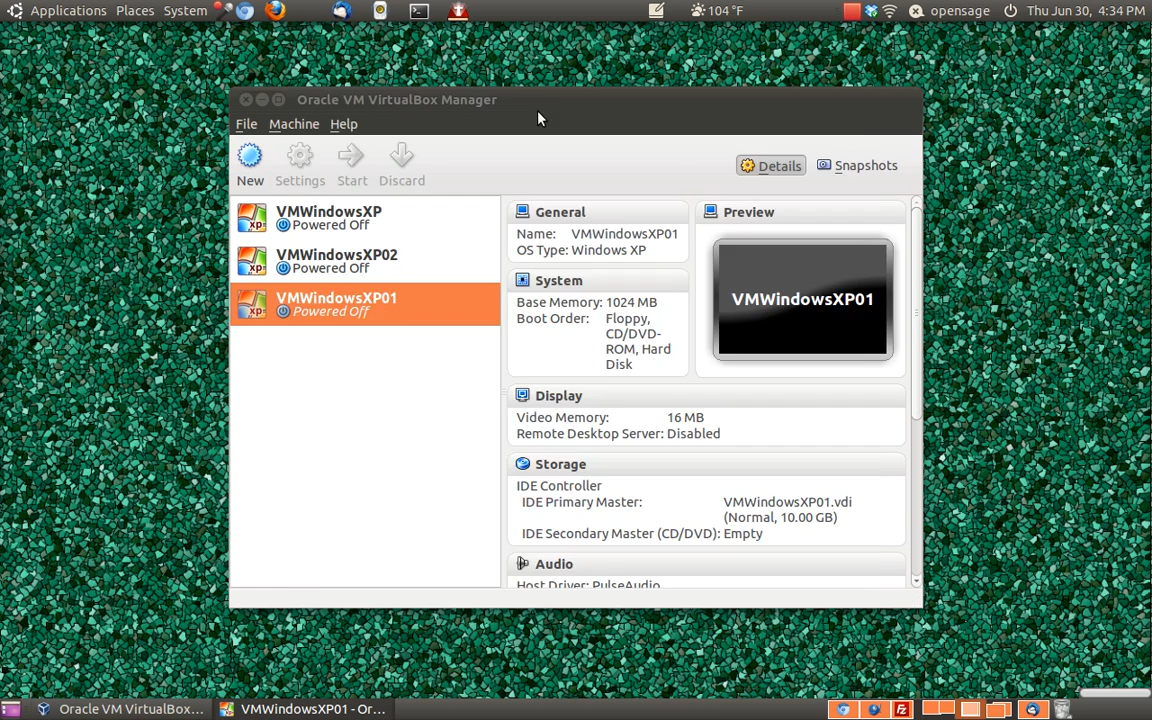 Applications Places System
104 °F
opensage
Thu Jun 30, 4:34 PM
Oracle VM VirtualBox Manager
File Machine Help
New Settings Start Discard
Details Snapshots
VMWindowsXP
Powered Off
VMWindowsXP02
Powered Off
VMWindowsXP01
Powered Off
General
Name: VMWindowsXP01
OS Type: Windows XP
System
Base Memory: 1024 MB
Boot Order: Floppy,
CD/DVD-
ROM, Hard
Disk
Preview
VMWindowsXP01
Display
Video Memory: 16 MB
Remote Desktop Server: Disabled
Storage
IDE Controller
IDE Primary Master: VMWindowsXP01.vdi
(Normal, 10.00 GB)
IDE Secondary Master (CD/DVD): Empty
Audio
Host Driver: PulseAudio
Oracle VM VirtualBox...
VMWindowsXP01 - Or...